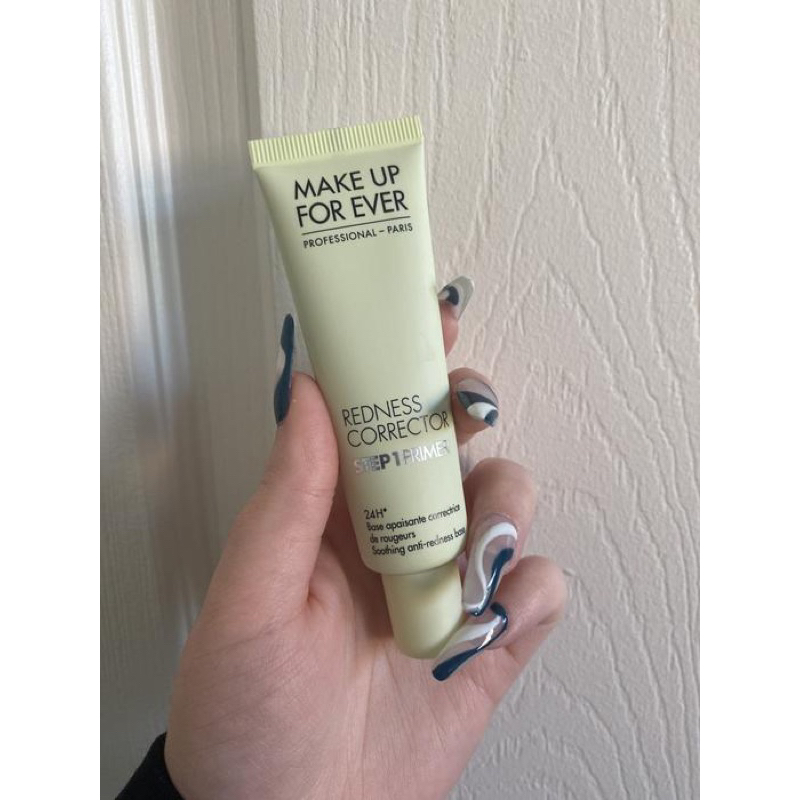 MAKE UP
FOR EVER
PROFESSIONAL – PARIS
REDNESS
CORRECTOR
STEP 1 PRIMER
24H*
Base apaisante correctrice
de rougeurs
Soothing anti-redness base